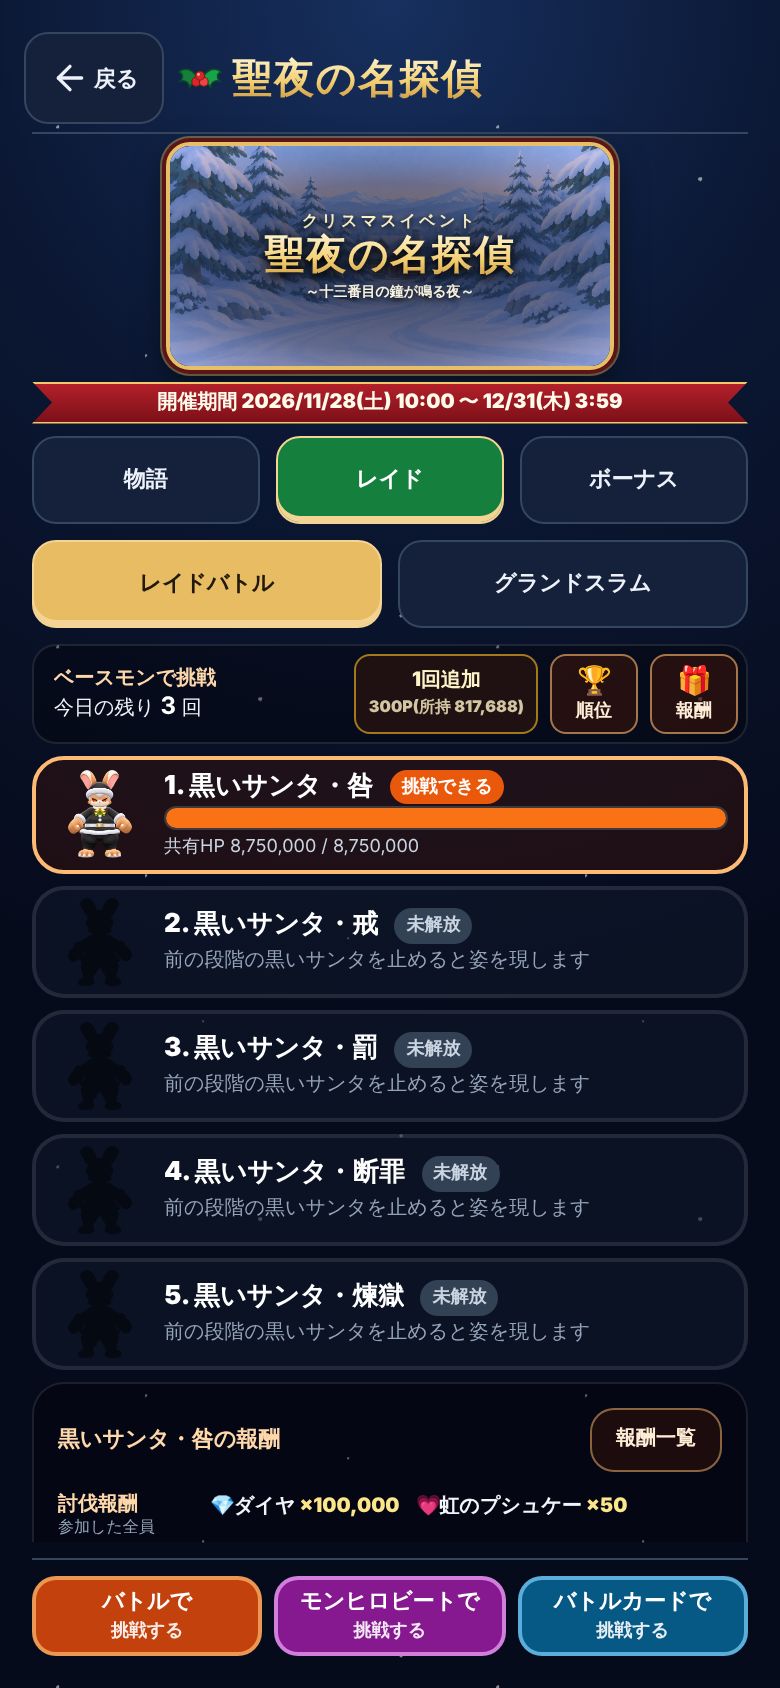 戻る
聖夜の名探偵
クリスマスイベント
聖夜の名探偵
～十三番目の鐘が鳴る夜～
開催期間 2026/11/28(土) 10:00 〜 12/31(木) 3:59
物語
レイド
ボーナス
レイドバトル
グランドスラム
ベースモンで挑戦
今日の残り 3 回
1回追加
300P(所持 817,688)
順位
報酬
1. 黒いサンタ・咎 挑戦できる
共有HP 8,750,000 / 8,750,000
2. 黒いサンタ・戒 未解放
前の段階の黒いサンタを止めると姿を現します
3. 黒いサンタ・罰 未解放
前の段階の黒いサンタを止めると姿を現します
4. 黒いサンタ・断罪 未解放
前の段階の黒いサンタを止めると姿を現します
5. 黒いサンタ・煉獄 未解放
前の段階の黒いサンタを止めると姿を現します
黒いサンタ・咎の報酬
報酬一覧
討伐報酬
参加した全員
ダイヤ ×100,000 虹のプシュケー ×50
バトルで
挑戦する
モンヒロビートで
挑戦する
バトルカードで
挑戦する